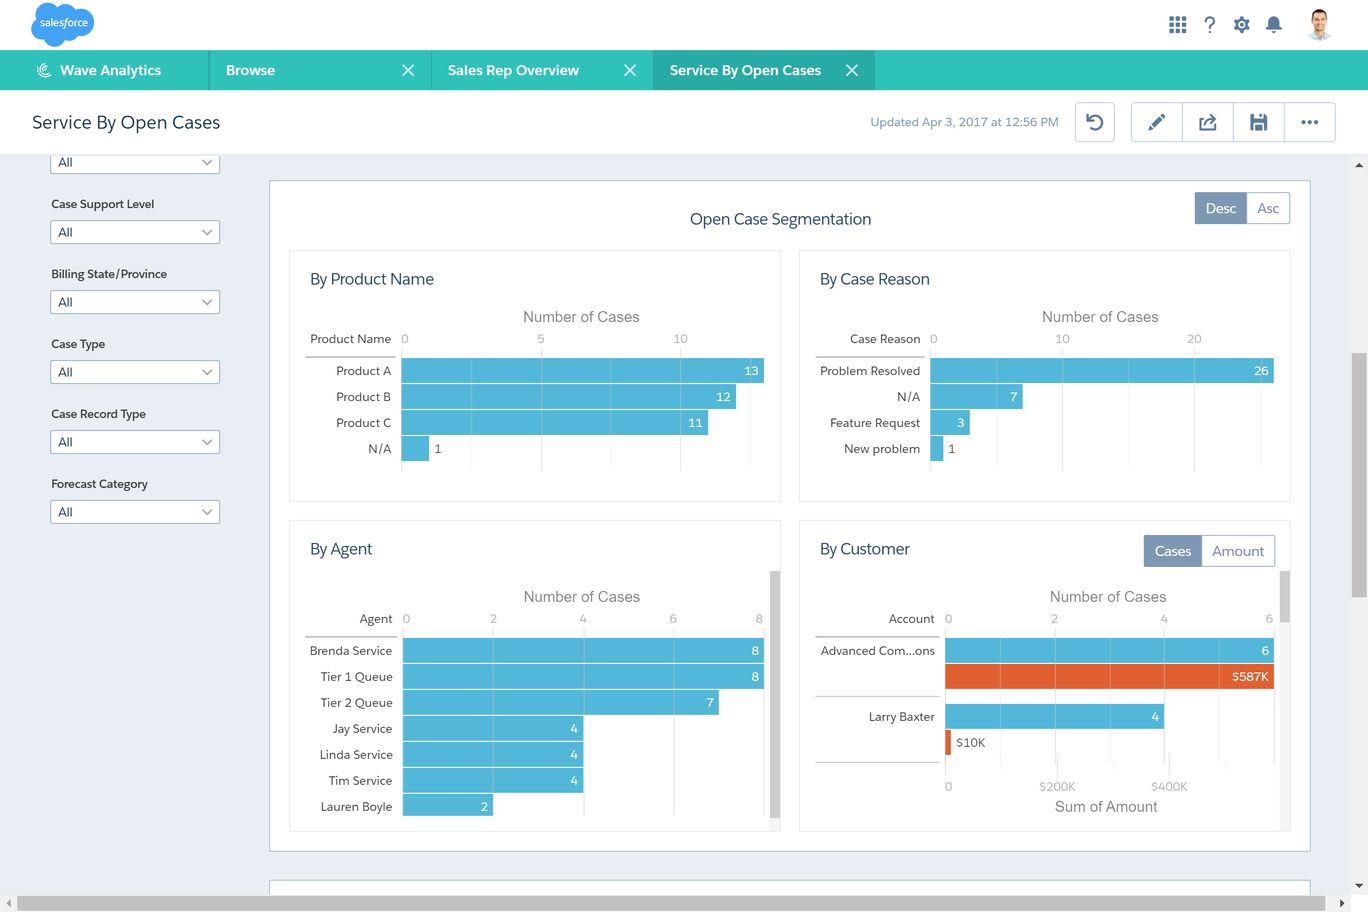 salesforce
?
Wave Analytics
Browse
Sales Rep Overview
Service By Open Cases
Service By Open Cases
Updated Apr 3, 2017 at 12:56 PM
All
Case Support Level
All
Billing State/Province
All
Case Type
All
Case Record Type
All
Forecast Category
All
Open Case Segmentation
Desc Asc
By Product Name
Number of Cases
Product Name 0 5 10
Product A 13
Product B 12
Product C 11
N/A 1
By Case Reason
Number of Cases
Case Reason 0 10 20
Problem Resolved 26
N/A 7
Feature Request 3
New problem 1
By Agent
Number of Cases
Agent 0 2 4 6 8
Brenda Service 8
Tier 1 Queue 8
Tier 2 Queue 7
Jay Service 4
Linda Service 4
Tim Service 4
Lauren Boyle 2
By Customer
Cases Amount
Number of Cases
Account 0 2 4 6
Advanced Com...ons 6
$587K
Larry Baxter 4
$10K
0 $200K $400K
Sum of Amount